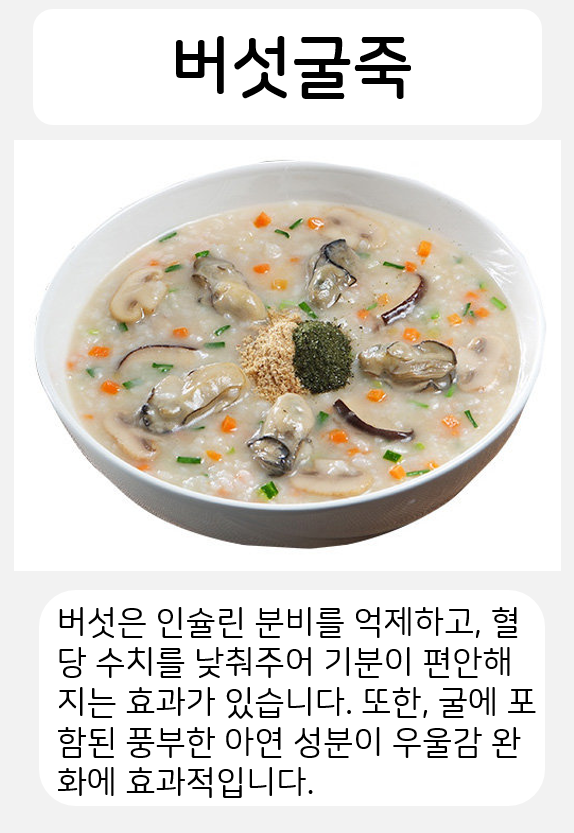 버섯굴죽
버섯은 인슐린 분비를 억제하고, 혈
당 수치를 낮춰주어 기분이 편안해
지는 효과가 있습니다. 또한, 굴에 포
함된 풍부한 아연 성분이 우울감 완
화에 효과적입니다.